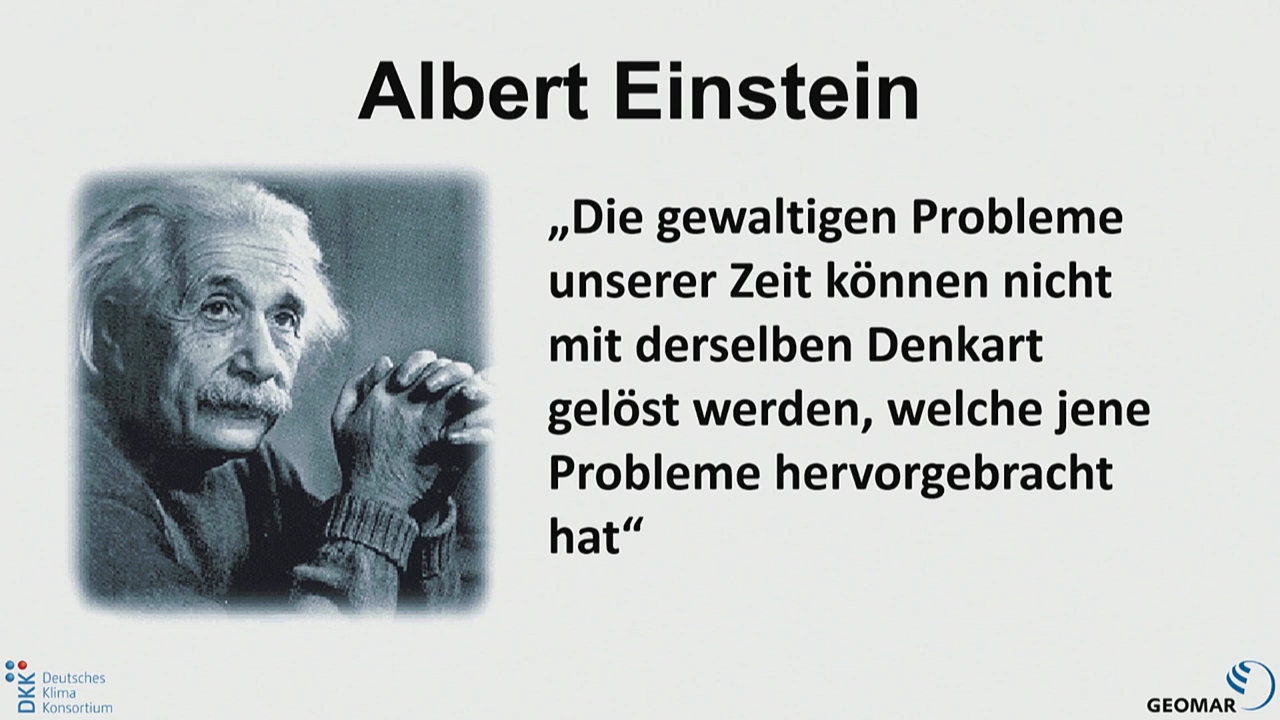 Albert Einstein
„Die gewaltigen Probleme
unserer Zeit können nicht
mit derselben Denkart
gelöst werden, welche jene
Probleme hervorgebracht
hat“
DKK
Deutsches
Klima
Konsortium
GEOMAR